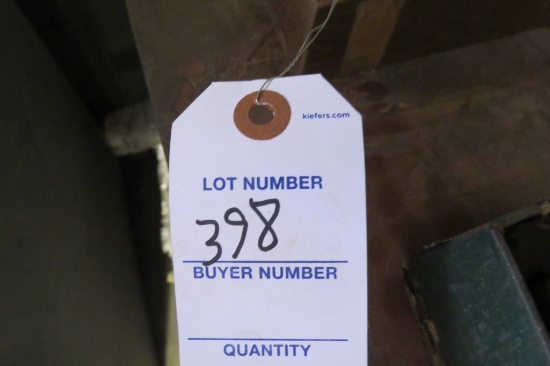 kiefers.com
LOT NUMBER
398
BUYER NUMBER
QUANTITY